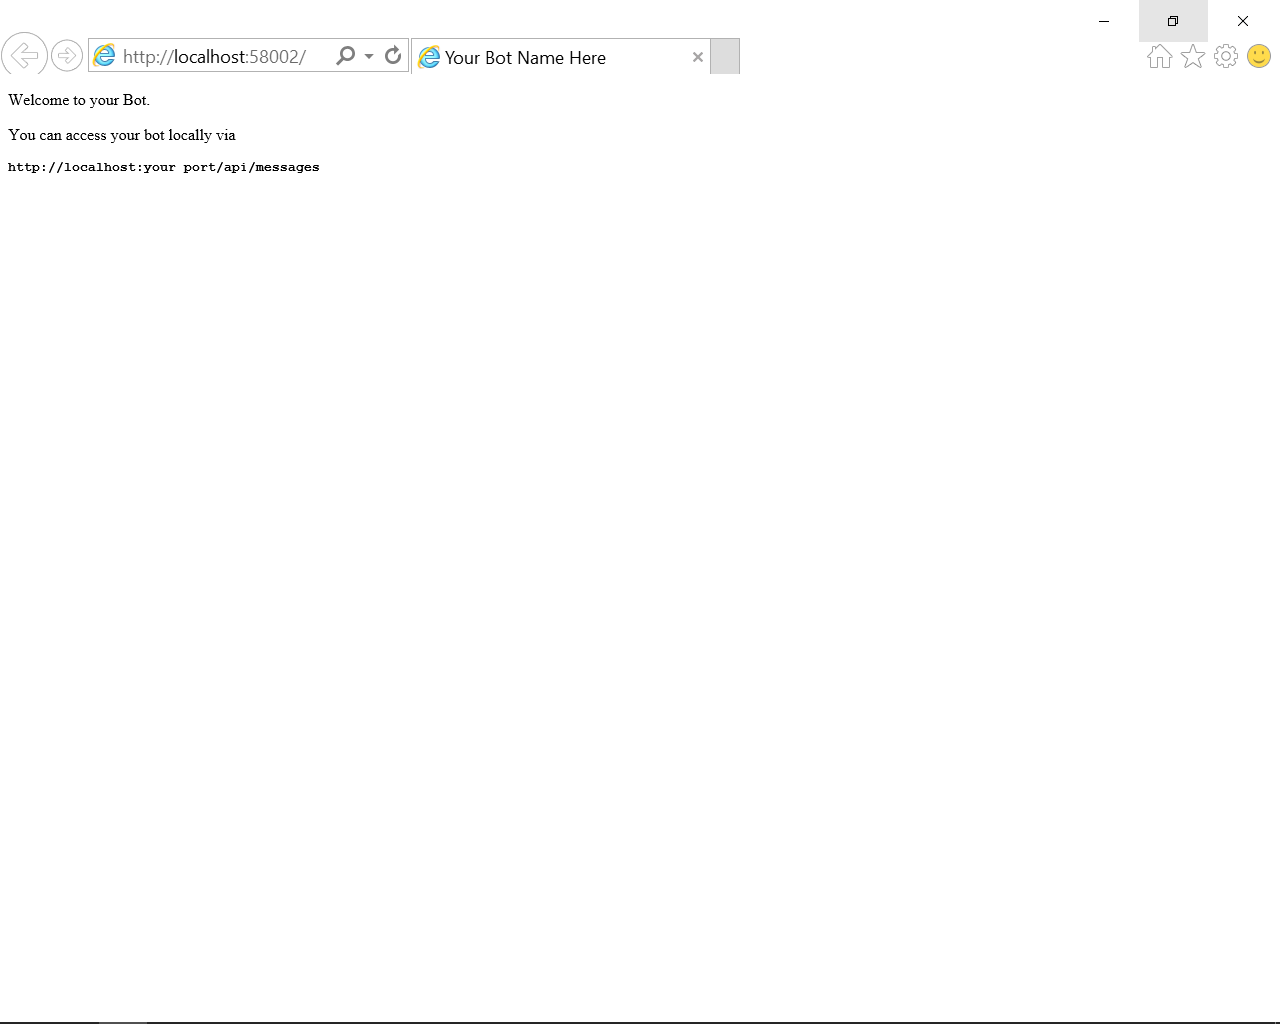 http://localhost:58002/
Your Bot Name Here
Welcome to your Bot.
You can access your bot locally via
http://localhost:your port/api/messages